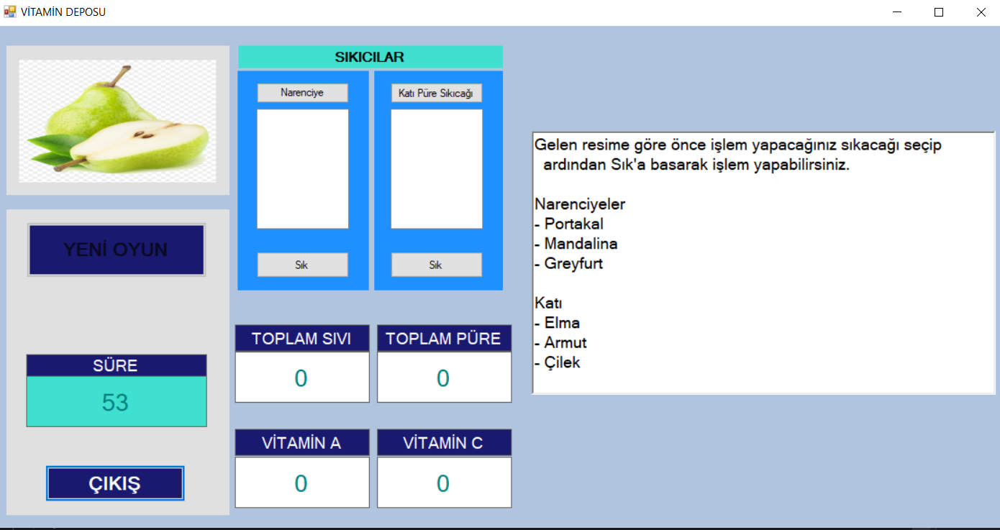 VİTAMİN DEPOSU
SIKICILAR
Narenciye
Katı Püre Sıkıcağı
Sık
Sık
YENİ OYUN
SÜRE
53
ÇIKIŞ
TOPLAM SIVI
0
TOPLAM PÜRE
0
VİTAMİN A
0
VİTAMİN C
0
Gelen resime göre önce işlem yapacağınız sıkacağı seçip
ardından Sık'a basarak işlem yapabilirsiniz.
Narenciyeler
- Portakal
- Mandalina
- Greyfurt
Katı
- Elma
- Armut
- Çilek